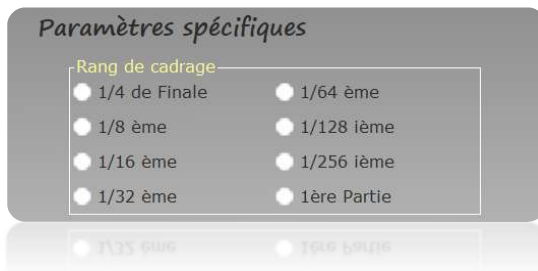 Paramètres spécifiques
Rang de cadrage
1/4 de Finale
1/64 ème
1/8 ème
1/128 ième
1/16 ème
1/256 ième
1/32 ème
1ère Partie